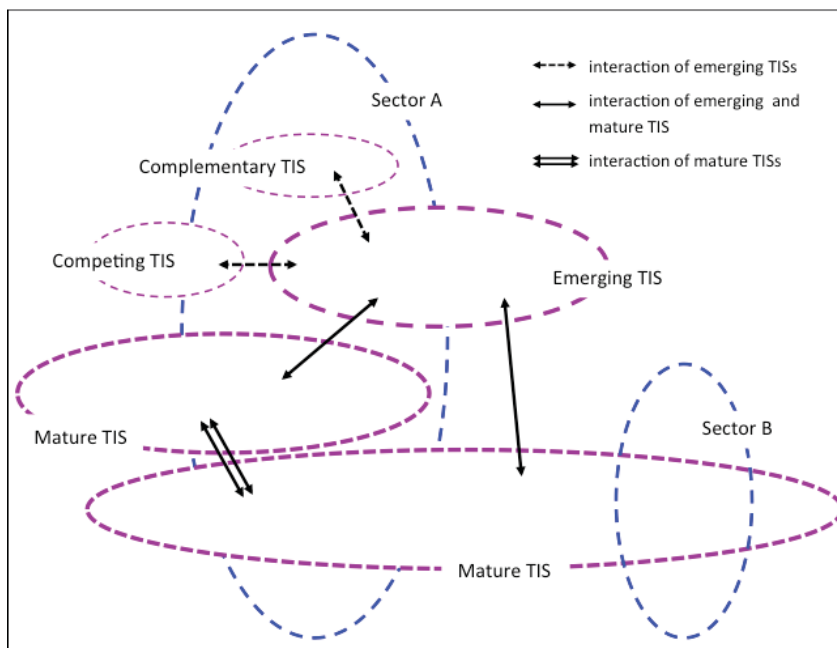 interaction of emerging TISs
Sector A
interaction of emerging and
mature TIS
Complementary TIS
interaction of mature TISs
Competing TIS
Emerging TIS
Mature TIS
Sector B
Mature TIS